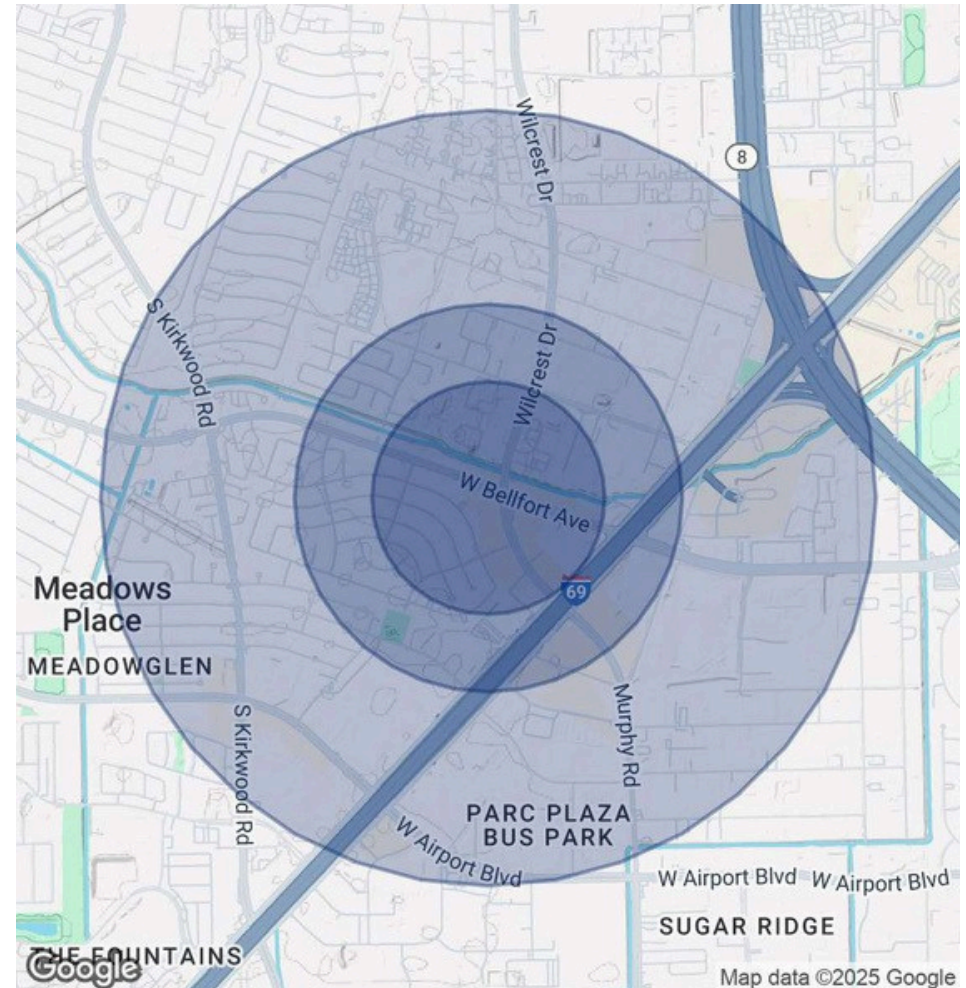 Wilcrest Dr
8
S Kirkwood Rd
Wilcrest Dr
W Bellfort Ave
69
Meadows
Place
MEADOWGLEN
S Kirkwood Rd
Murphy Rd
PARC PLAZA
BUS PARK
W Airport Blvd
W Airport Blvd
W Airport Blvd
SUGAR RIDGE
THE FOUNTAINS
Google
Map data ©2025 Google